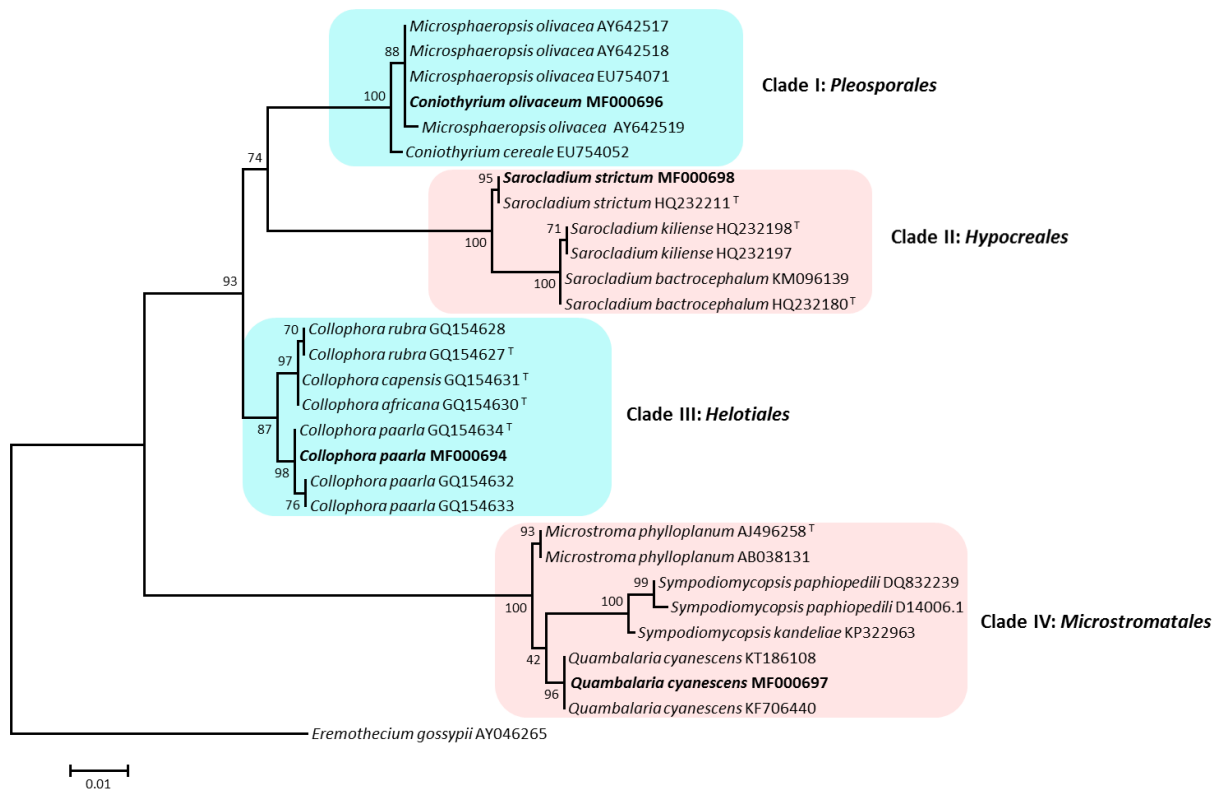 Microsphaeropsis olivacea AY642517
88
Microsphaeropsis olivacea AY642518
Microsphaeropsis olivacea EU754071
Clade I: Pleosporales
100
Coniothyrium olivaceum MF000696
Microsphaeropsis olivacea AY642519
Coniothyrium cereale EU754052
74
95
Sarocladium strictum MF000698
Sarocladium strictum HQ232211 T
71
Sarocladium kiliense HQ232198 T
Clade II: Hypocreales
100
Sarocladium kiliense HQ232197
93
100
Sarocladium bactrocephalum KM096139
Sarocladium bactrocephalum HQ232180 T
70
Collophora rubra GQ154628
97
Collophora rubra GQ154627 T
Collophora capensis GQ154631 T
Collophora africana GQ154630 T
Clade III: Helotiales
87
Collophora paarla GQ154634 T
Collophora paarla MF000694
98
Collophora paarla GQ154632
76
Collophora paarla GQ154633
93
Microstroma phylloplanum AJ496258 T
Microstroma phylloplanum AB038131
99
Sympodiomycopsis paphiopedili DQ832239
100
100
Sympodiomycopsis paphiopedili D14006.1
Clade IV: Microstromatales
Sympodiomycopsis kandeliae KP322963
42
Quambalaria cyanescens KT186108
Quambalaria cyanescens MF000697
96
Quambalaria cyanescens KF706440
Eremothecium gossypii AY046265
0.01